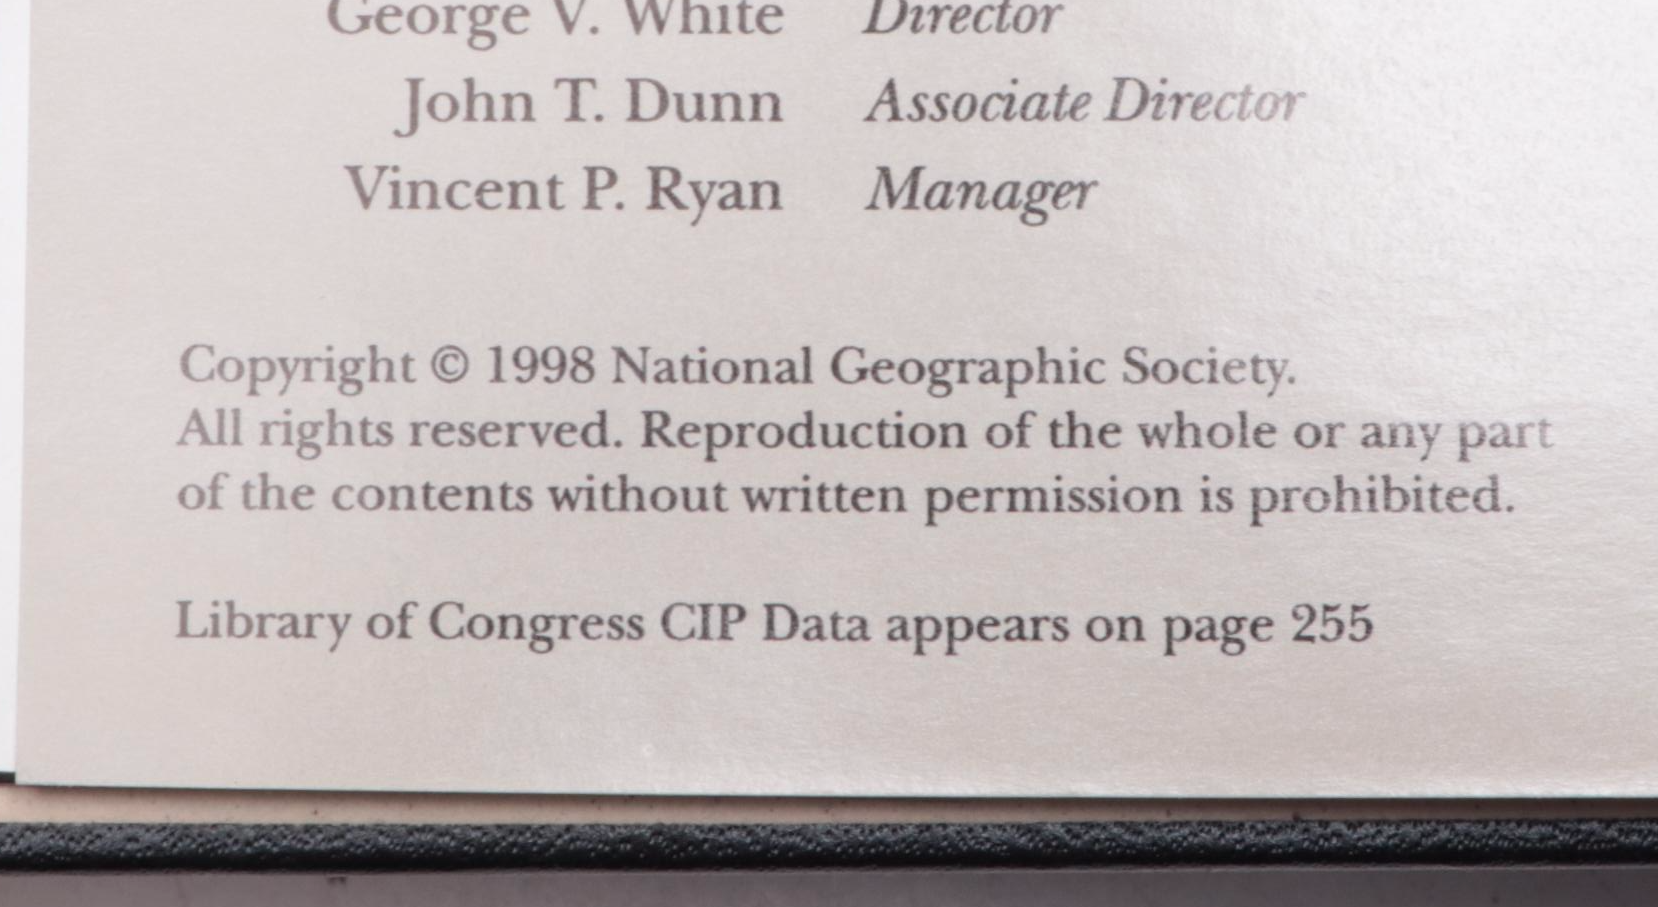 George V. White Director
John T. Dunn Associate Director
Vincent P. Ryan Manager
Copyright © 1998 National Geographic Society.
All rights reserved. Reproduction of the whole or any part
of the contents without written permission is prohibited.
Library of Congress CIP Data appears on page 255